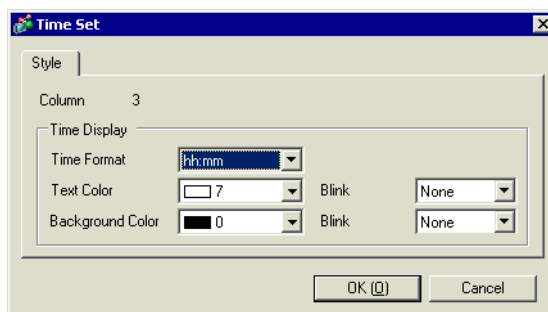 Time Set
Style
Column 3
Time Display
Time Format hh:mm
Text Color 7 Blink None
Background Color 0 Blink None
OK (O) Cancel